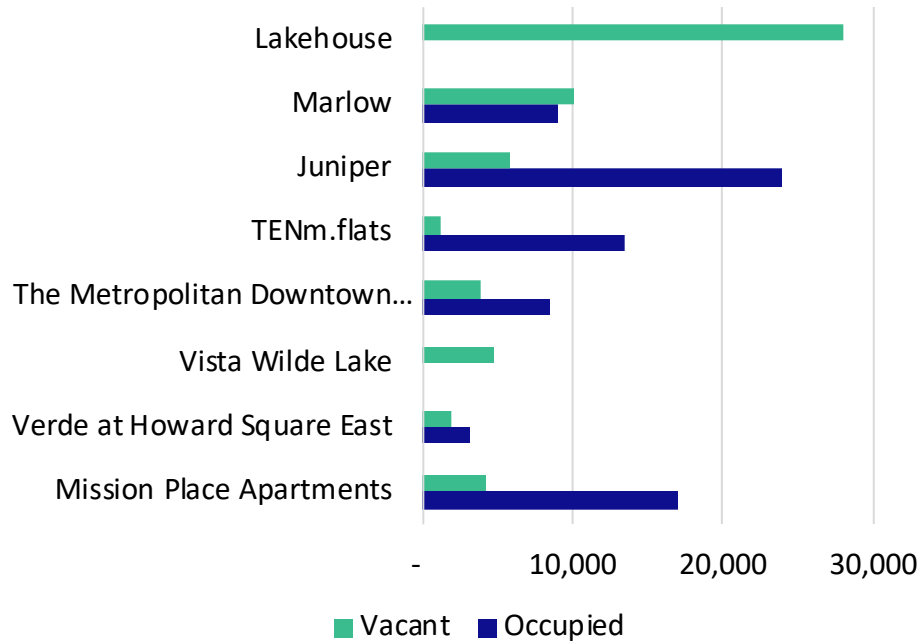 Lakehouse
Marlow
Juniper
TENm.flats
The Metropolitan Downtown...
Vista Wilde Lake
Verde at Howard Square East
Mission Place Apartments
- 10,000 20,000 30,000
Vacant Occupied